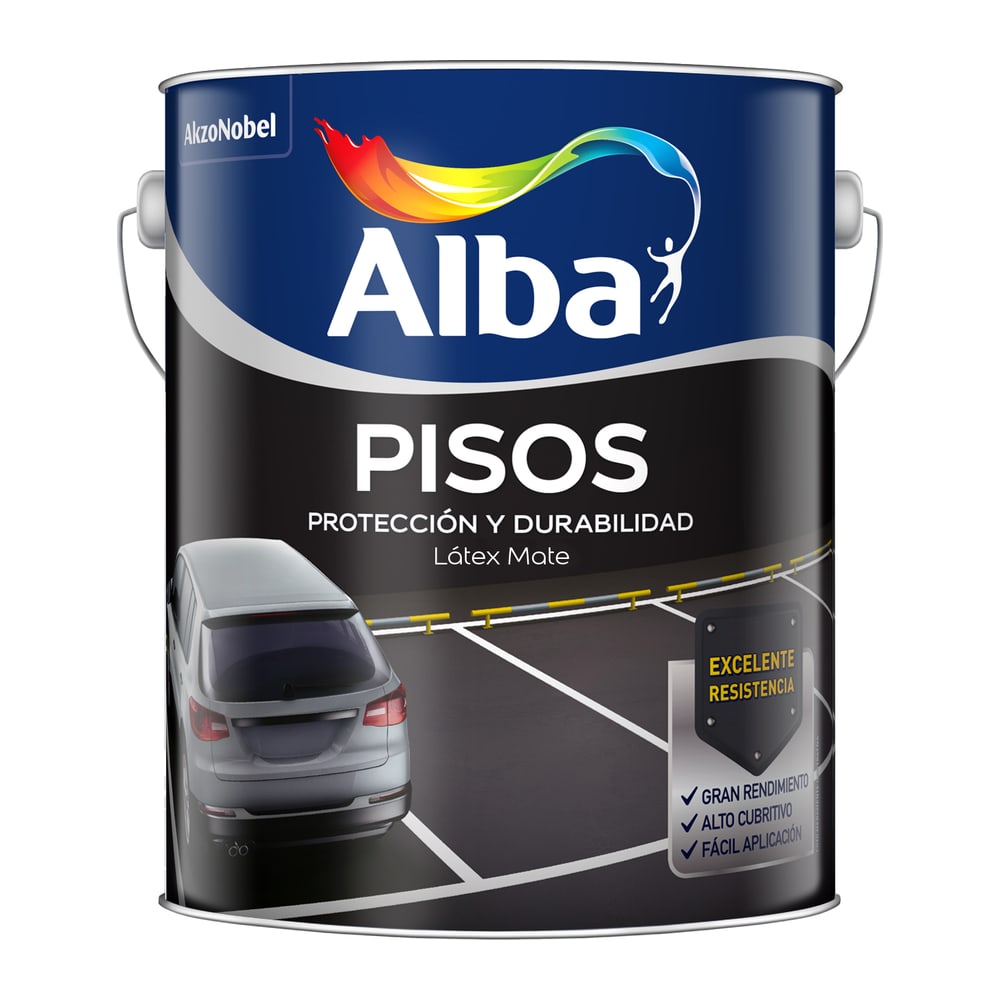 AkzoNobel
Alba
PISOS
PROTECCIÓN Y DURABILIDAD
Látex Mate
EXCELENTE
RESISTENCIA
GRAN RENDIMIENTO
ALTO CUBRITIVO
FÁCIL APLICACIÓN